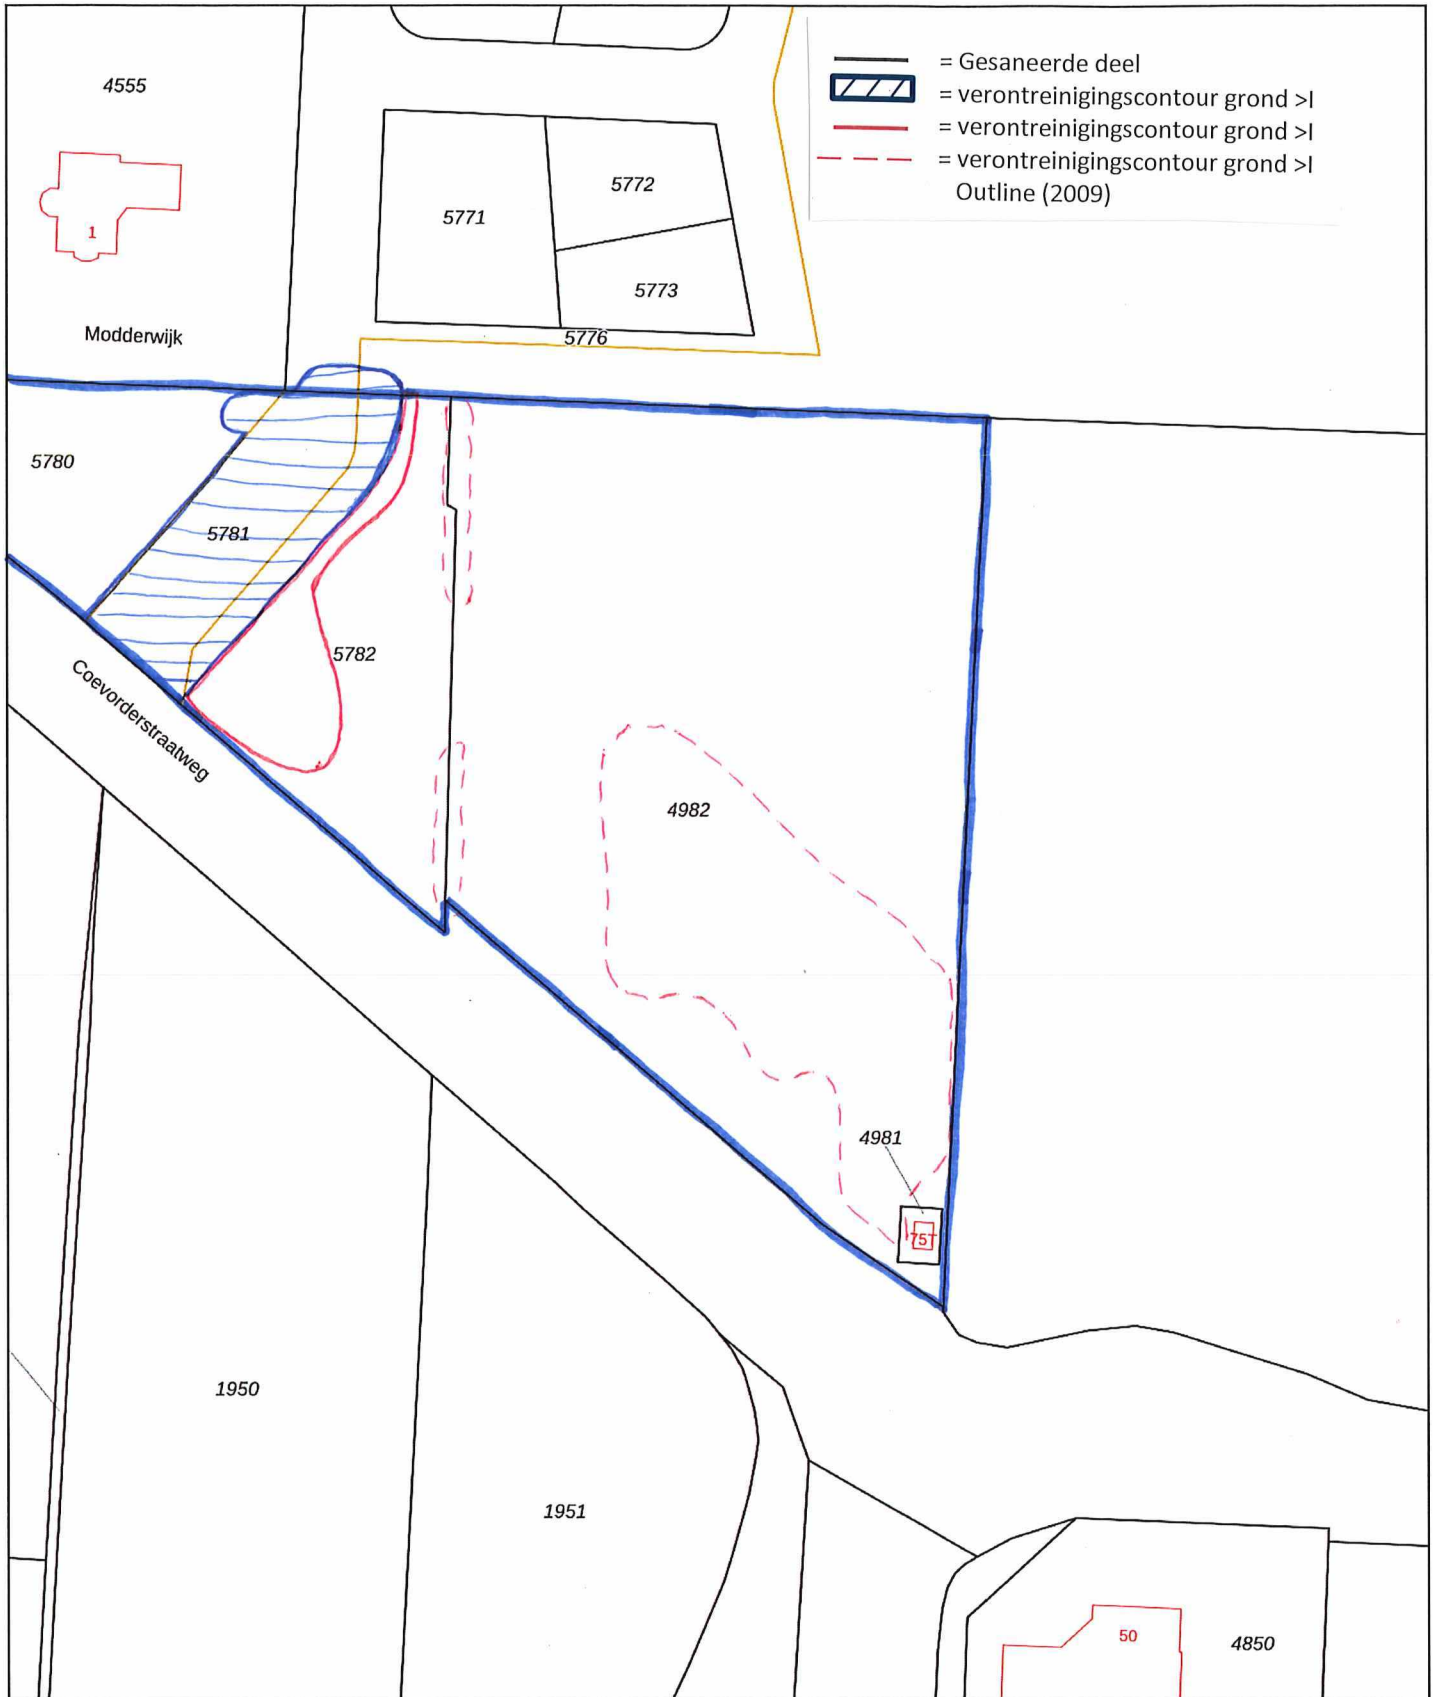 4555
= Gesaneerde deel
= verontreinigingscontour grond >I
= verontreinigingscontour grond >I
= verontreinigingscontour grond >I
Outline (2009)
5772
5771
1
5773
Modderwijk
5776
5780
5781
5782
Coevorderstraatweg
4982
4981
75T
1950
1951
50
4850